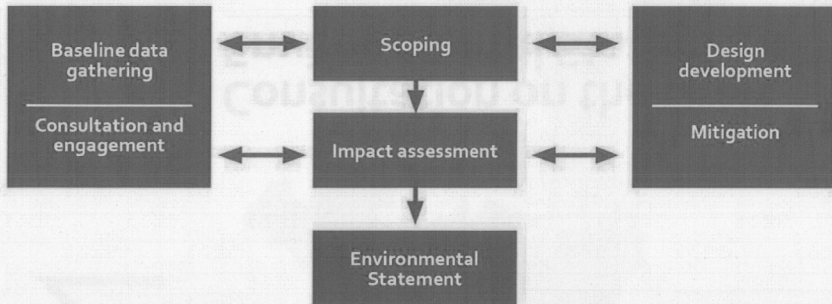 Baseline data
gathering
Consultation and
engagement
Scoping
Impact assessment
Environmental
Statement
Design
development
Mitigation